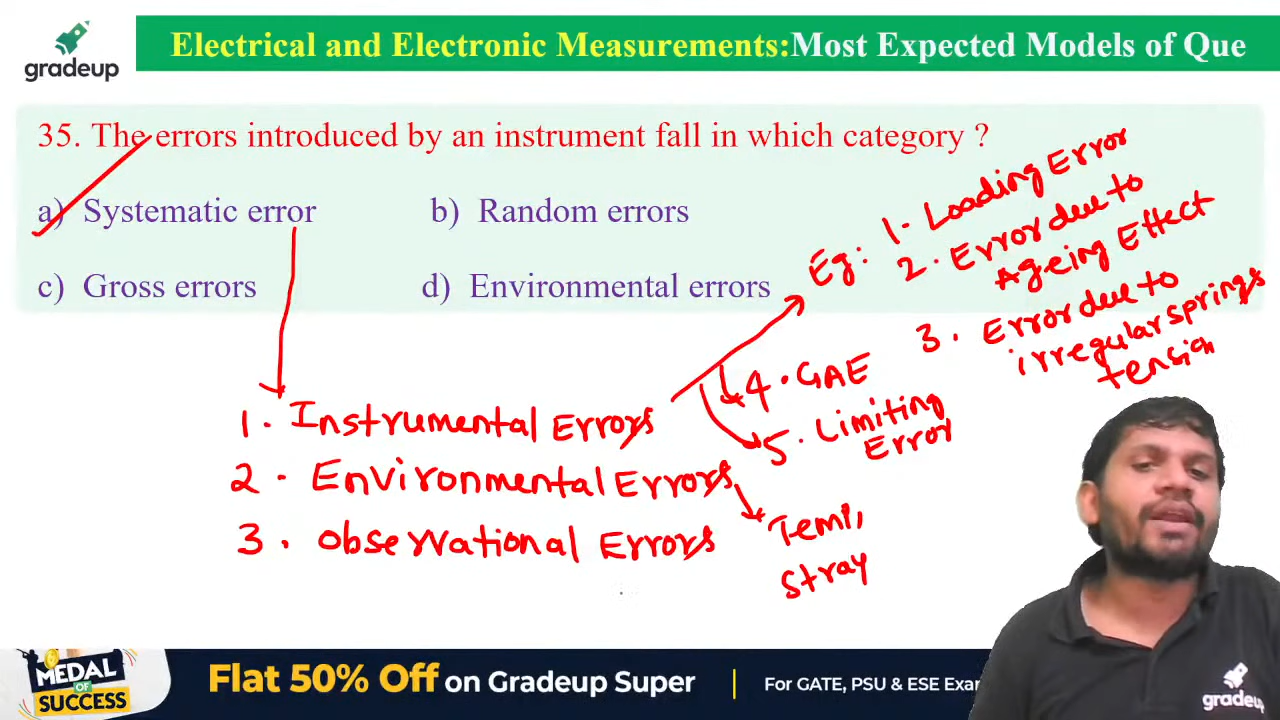 gradeup
Electrical and Electronic Measurements:Most Expected Models of Que
35. The errors introduced by an instrument fall in which category ?
a) Systematic error
b) Random errors
c) Gross errors
d) Environmental errors
Eg: 1. Loading Error
2. Error due to
Ageing Effect
3. Error due to
irregular springs
tension
4. GAE
5. Limiting
Error
1. Instrumental Errors
2. Environmental Errors
3. Observational Errors
Stray
gradeup
MEDAL
OF
SUCCESS
Flat 50% Off on Gradeup Super
For GATE, PSU & ESE Exam